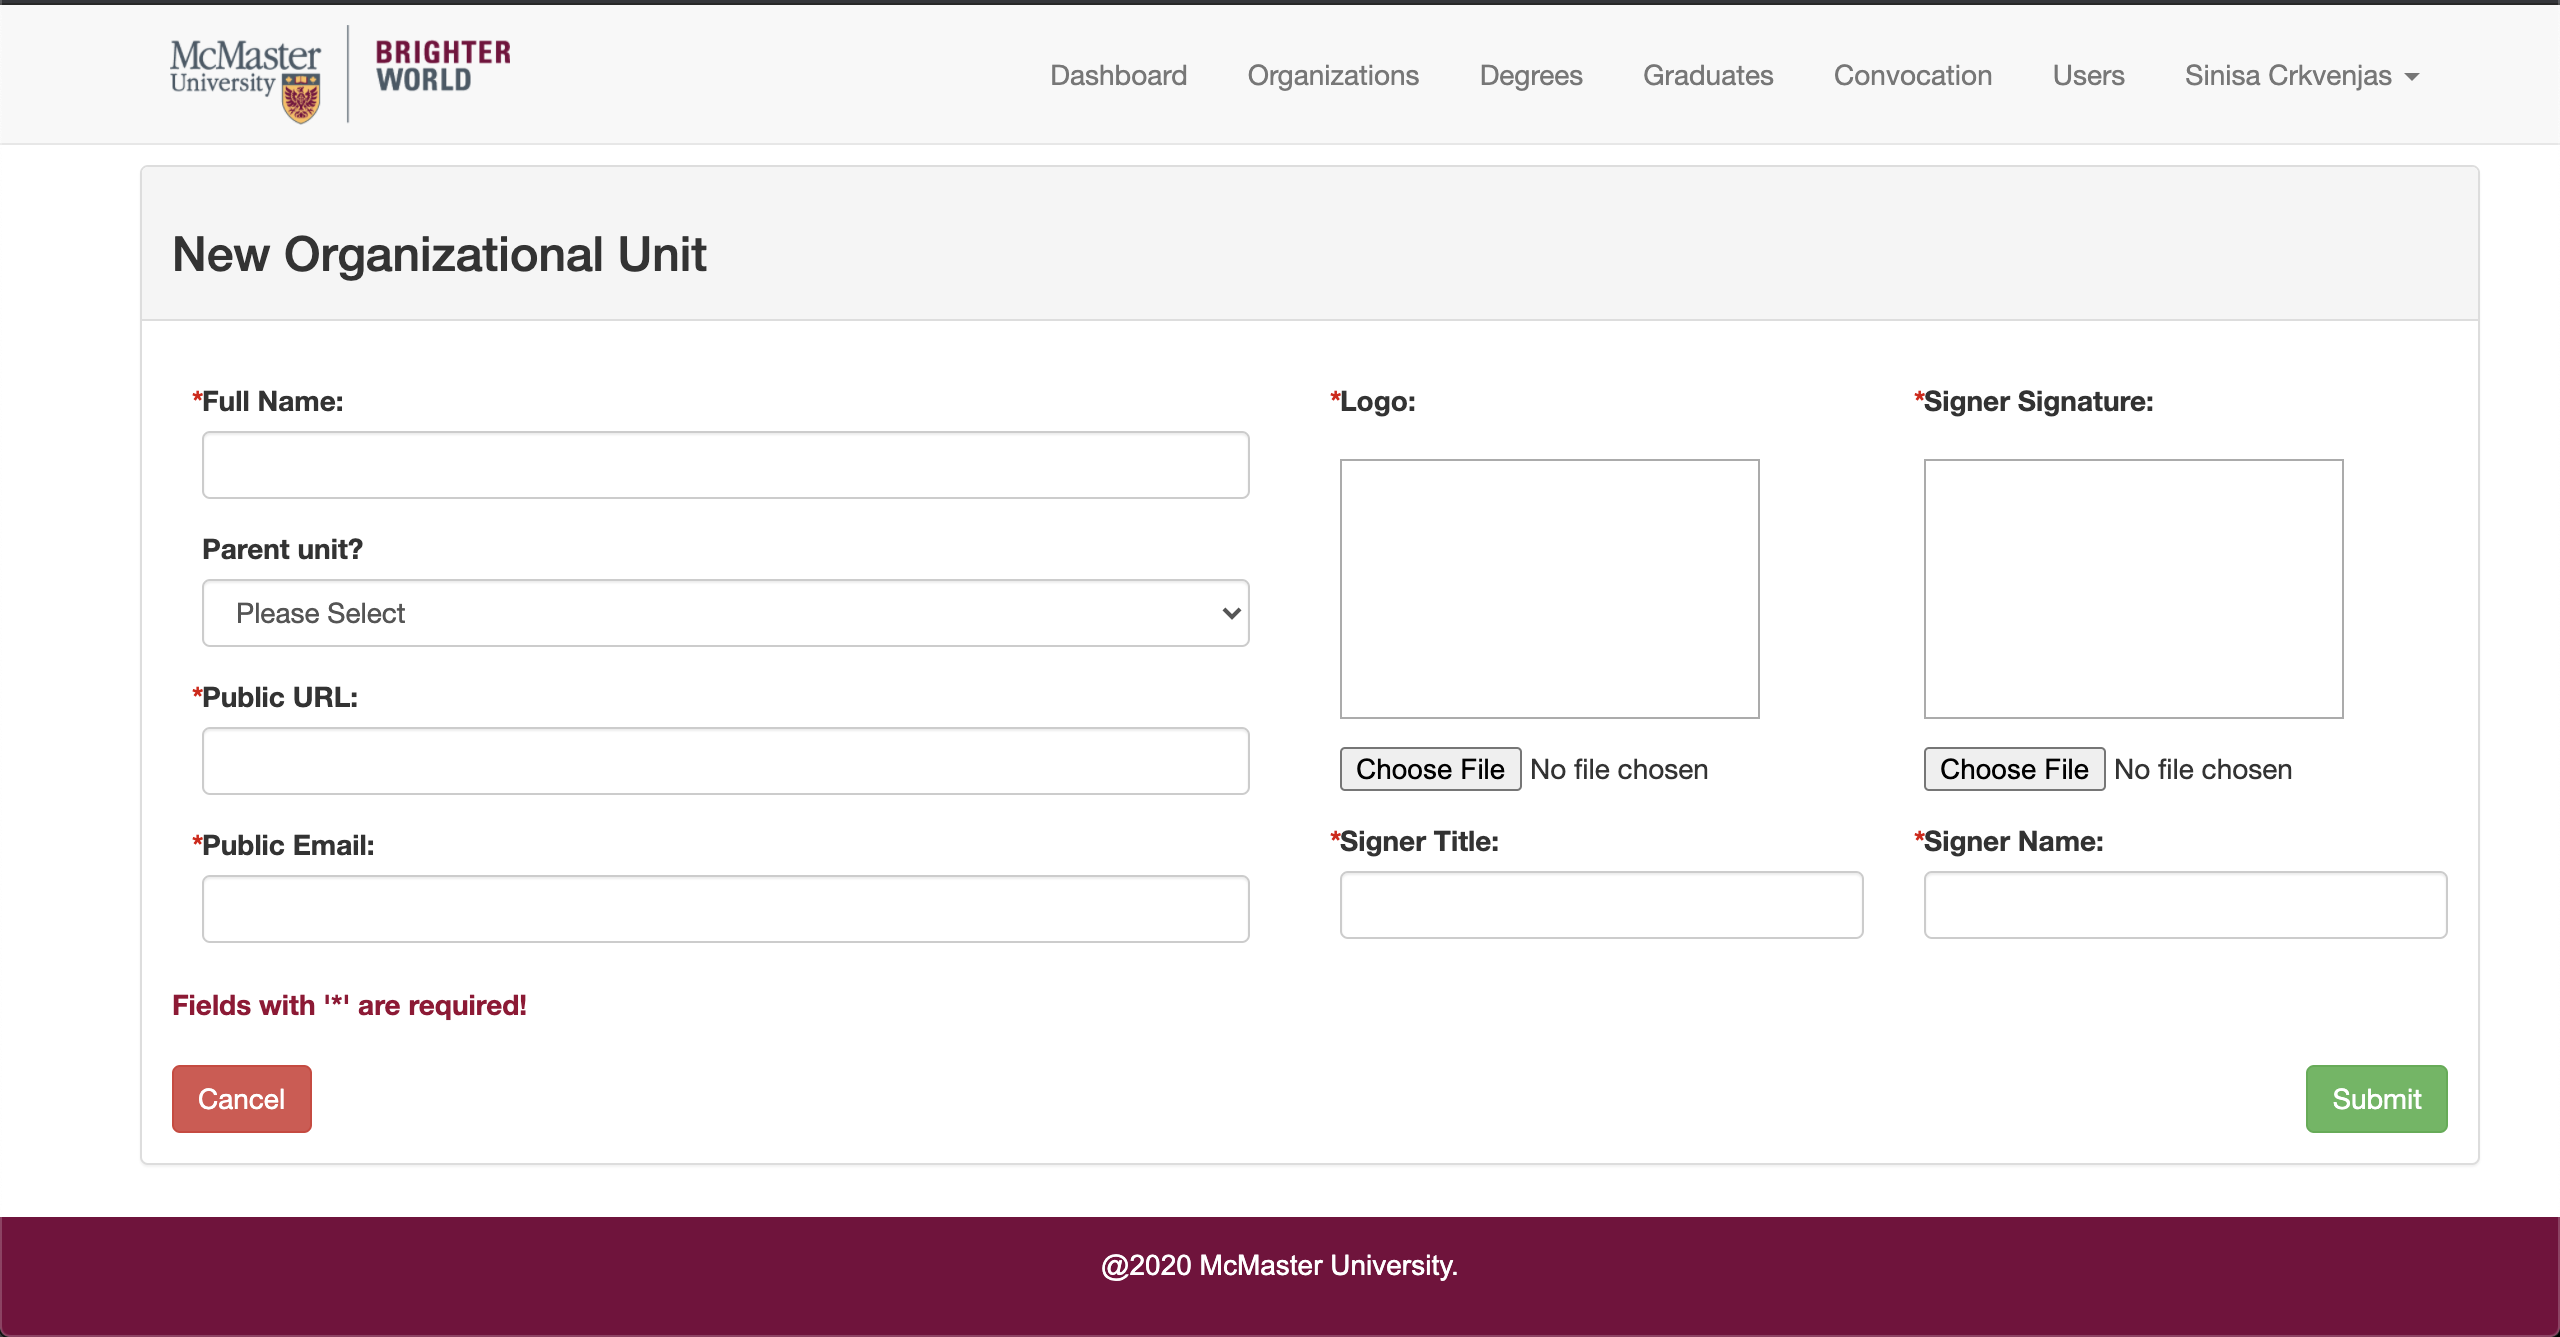 McMaster
University
BRIGHTER
WORLD
Dashboard Organizations Degrees Graduates Convocation Users Sinisa Crkvenjas
New Organizational Unit
*Full Name:
Parent unit?
Please Select
*Public URL:
*Public Email:
*Logo:
Choose File No file chosen
*Signer Title:
*Signer Signature:
Choose File No file chosen
*Signer Name:
Fields with '*' are required!
Cancel
Submit
@2020 McMaster University.